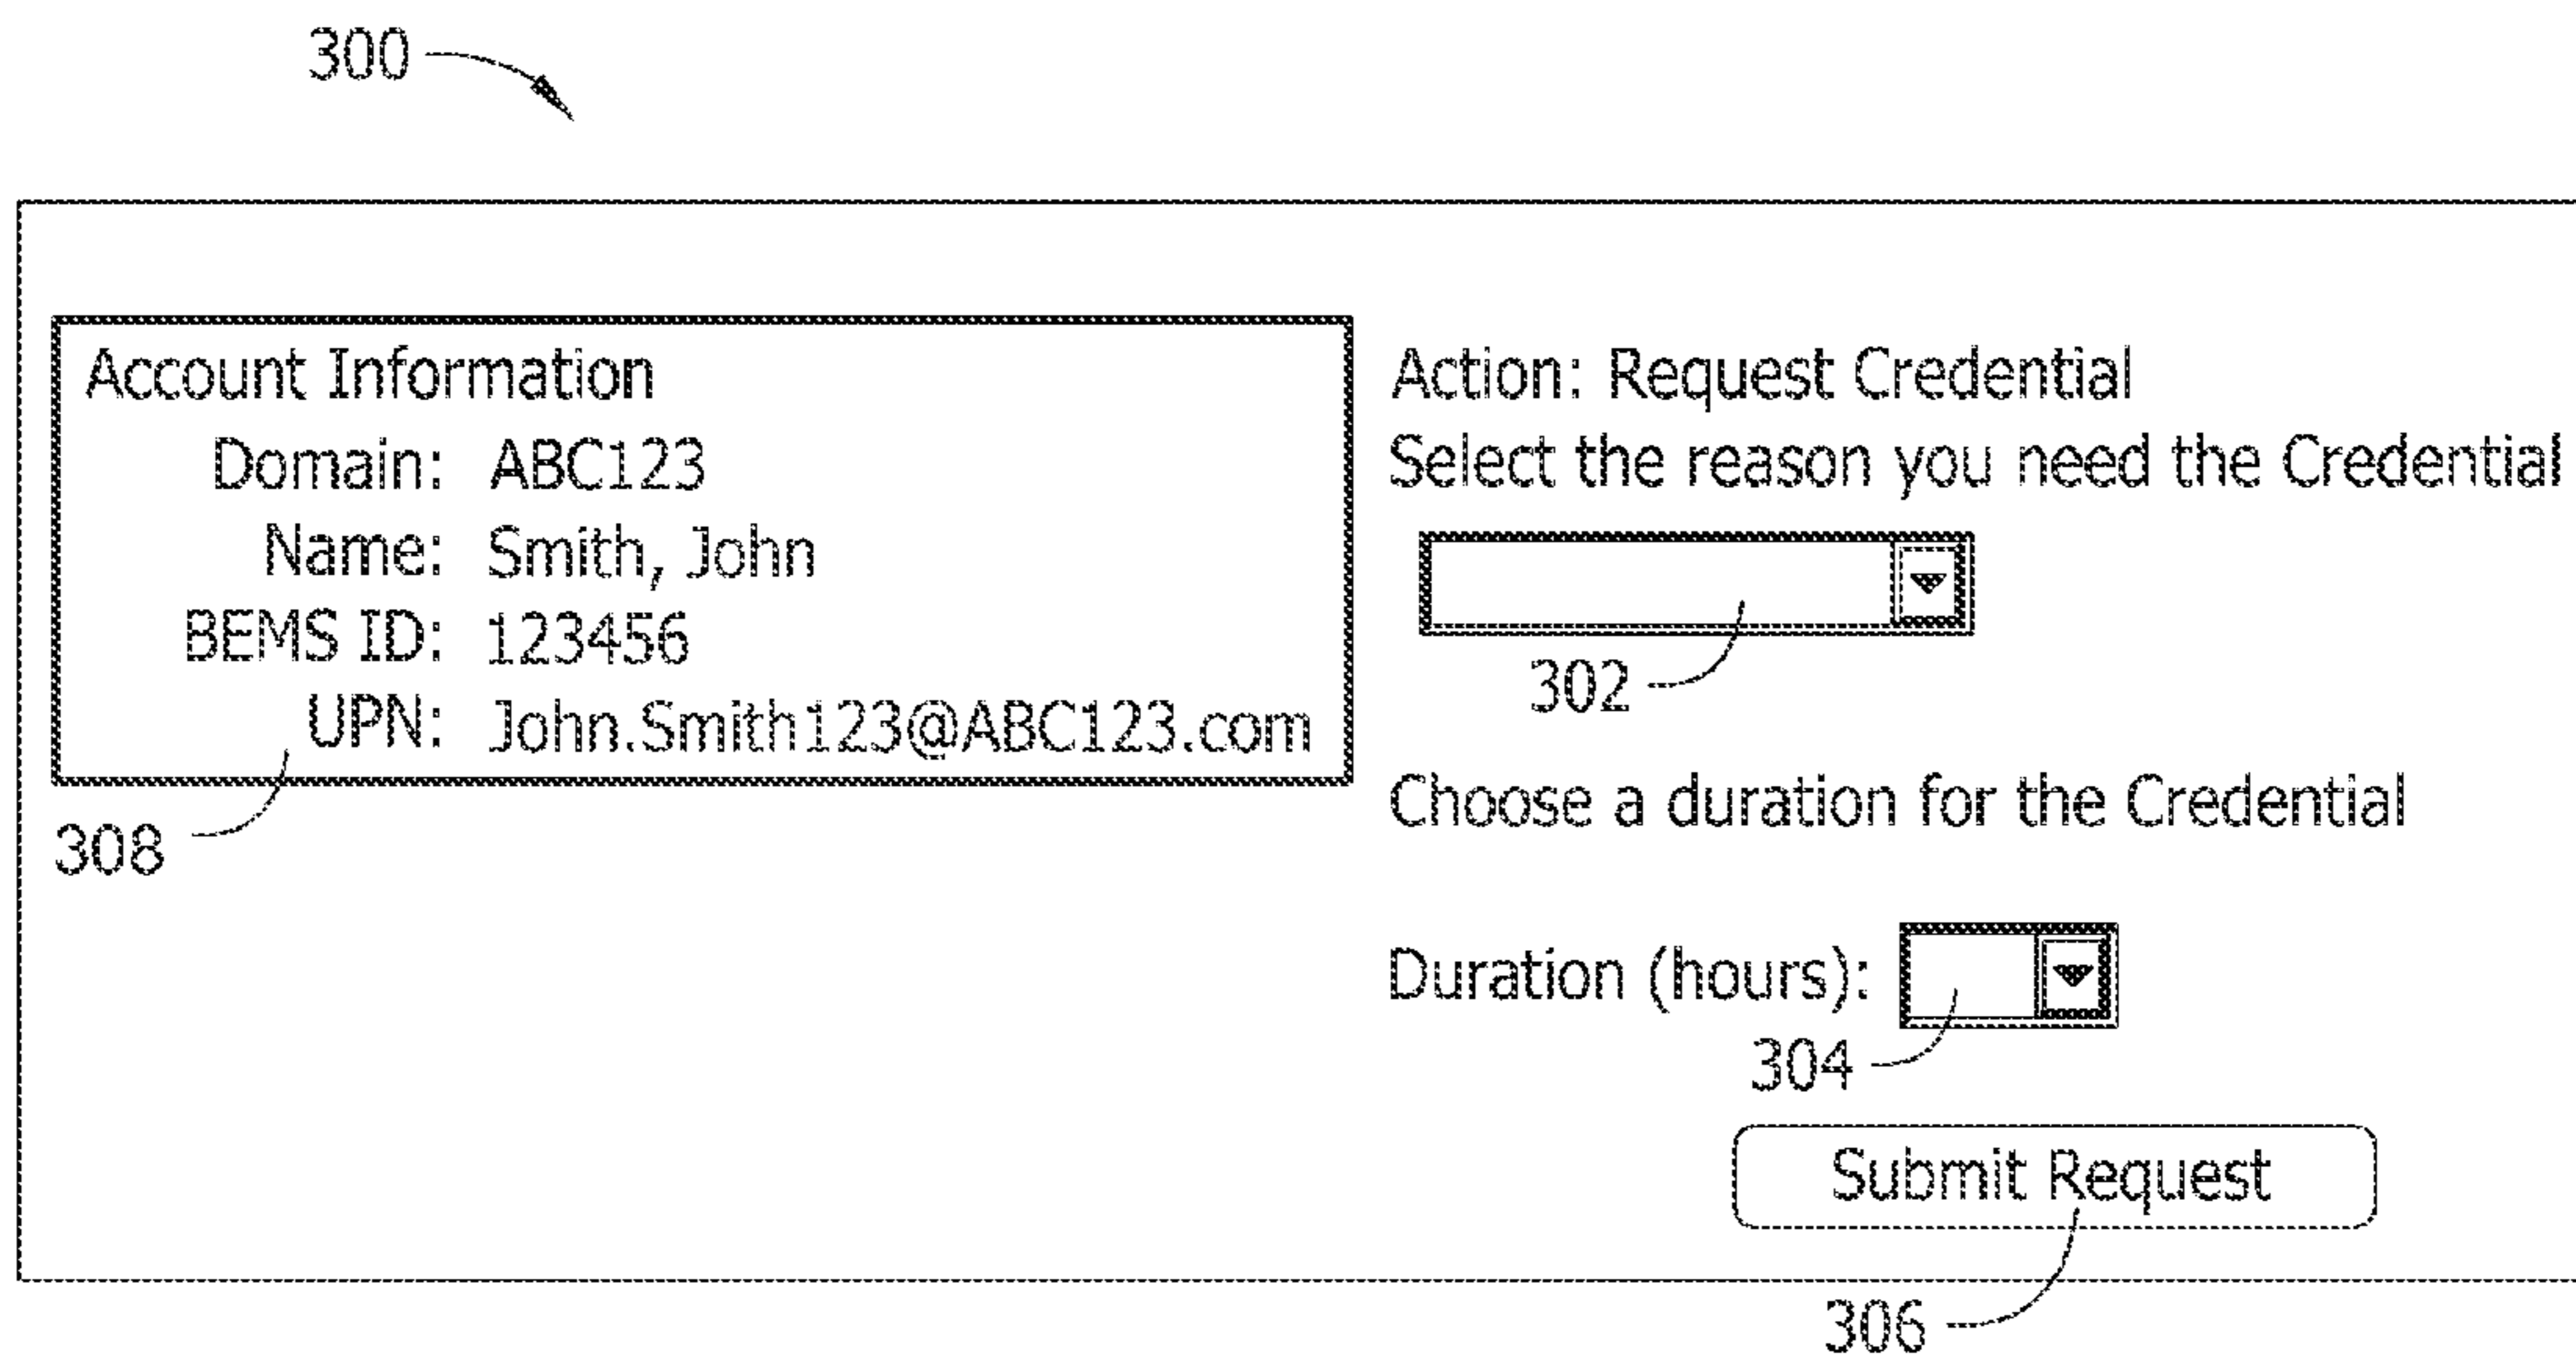 300
Account Information
Domain: ABC123
Name: Smith, John
BEMS ID: 123456
UPN: John.Smith123@ABC123.com
308
Action: Request Credential
Select the reason you need the Credential
302
Choose a duration for the Credential
Duration (hours):
304
Submit Request
306